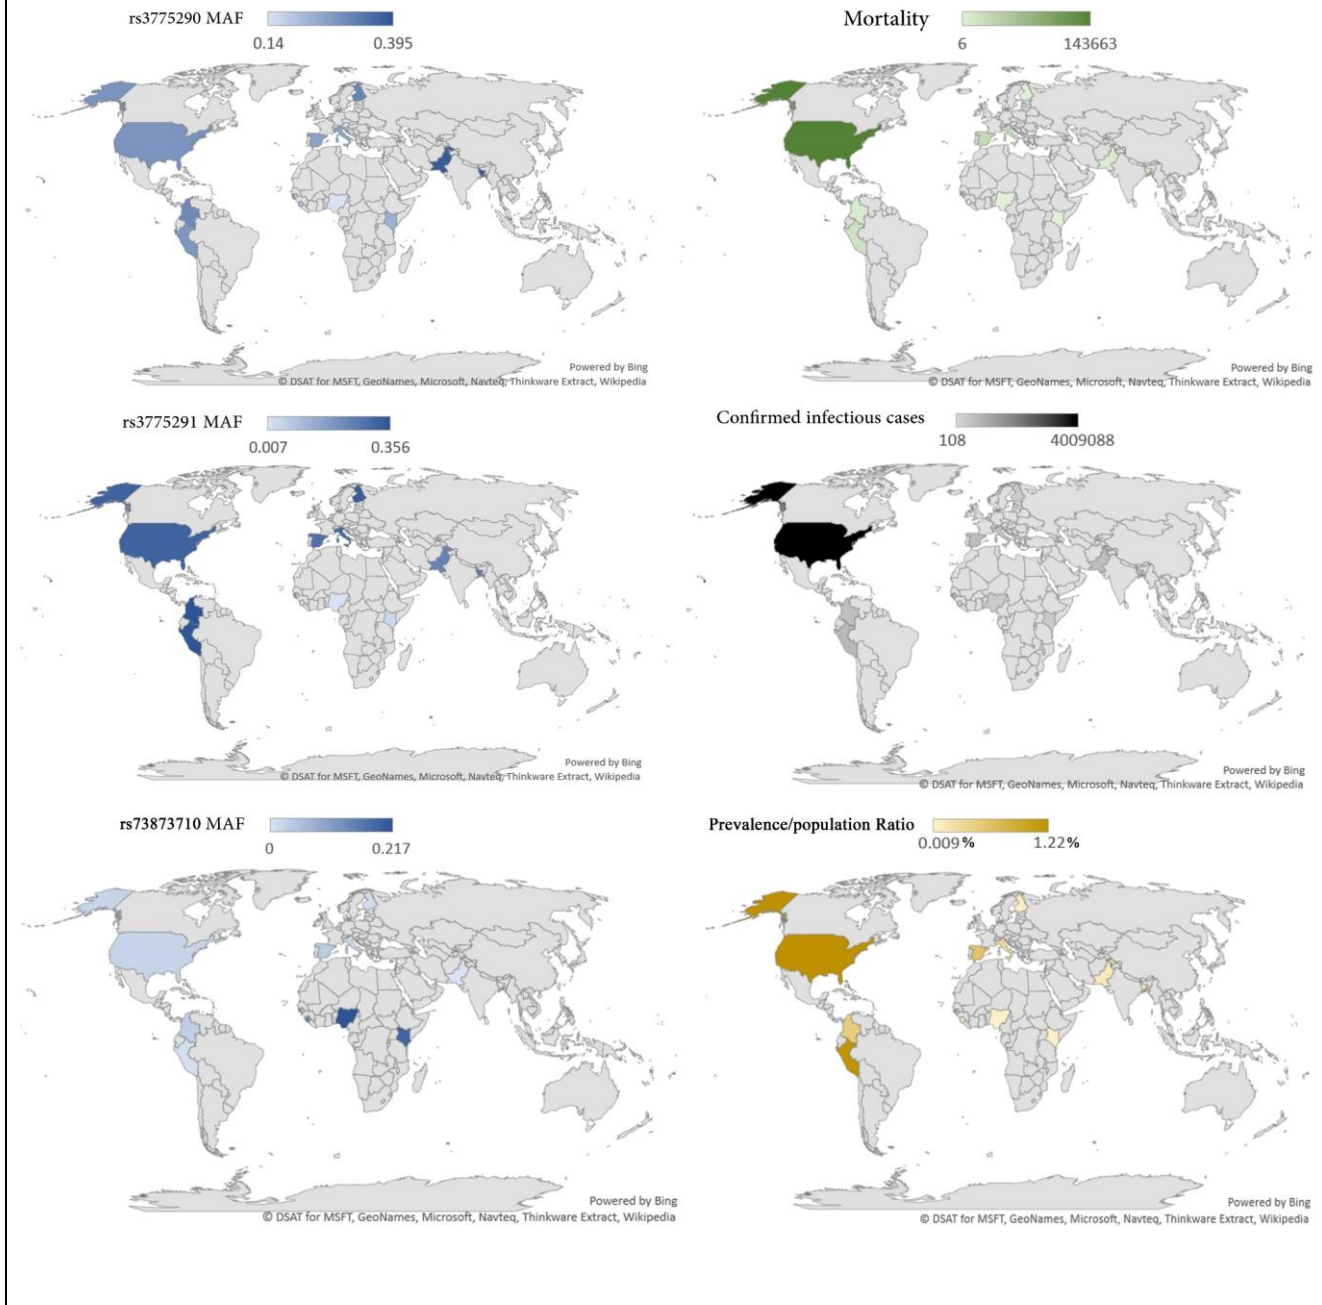 rs3775290 MAF
0.14 0.395
Mortality
6 143663
Powered by Bing
© DSAT for MSFT, GeoNames, Microsoft, Navteq, Thinkware Extract, Wikipedia
Powered by Bing
© DSAT for MSFT, GeoNames, Microsoft, Navteq, Thinkware Extract, Wikipedia
rs3775291 MAF
0.007 0.356
Confirmed infectious cases
108 4009088
Powered by Bing
© DSAT for MSFT, GeoNames, Microsoft, Navteq, Thinkware Extract, Wikipedia
Powered by Bing
© DSAT for MSFT, GeoNames, Microsoft, Navteq, Thinkware Extract, Wikipedia
rs73873710 MAF
0 0.217
Prevalence/population Ratio
0.009% 1.22%
Powered by Bing
© DSAT for MSFT, GeoNames, Microsoft, Navteq, Thinkware Extract, Wikipedia
Powered by Bing
© DSAT for MSFT, GeoNames, Microsoft, Navteq, Thinkware Extract, Wikipedia